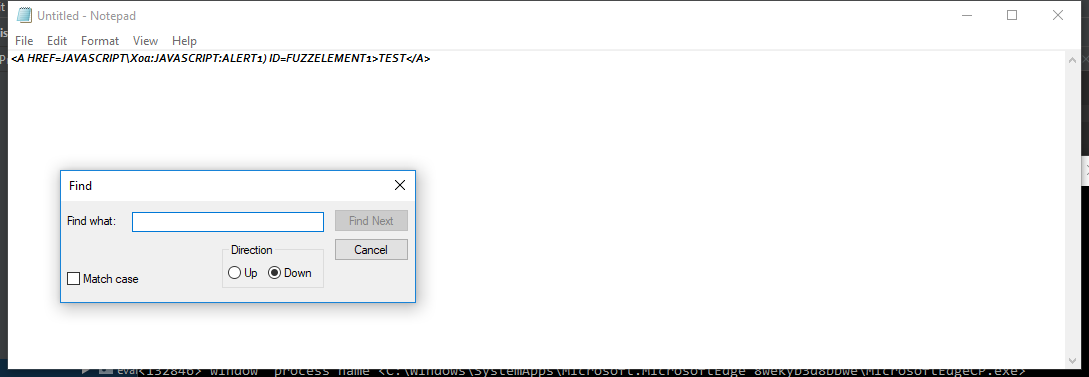 Untitled - Notepad
File Edit Format View Help
<A HREF=JAVASCRIPT\X0A:JAVASCRIPT:ALERT1) ID=FUZZELEMENT1>TEST</A>
Find
Find what:
Find Next
Direction
Cancel
Up Down
Match case
eval<132846> window process name <C:\Windows\SystemApps\Microsoft.MicrosoftEdge_8wekyb3d8bbwe\MicrosoftEdgeCP.exe>